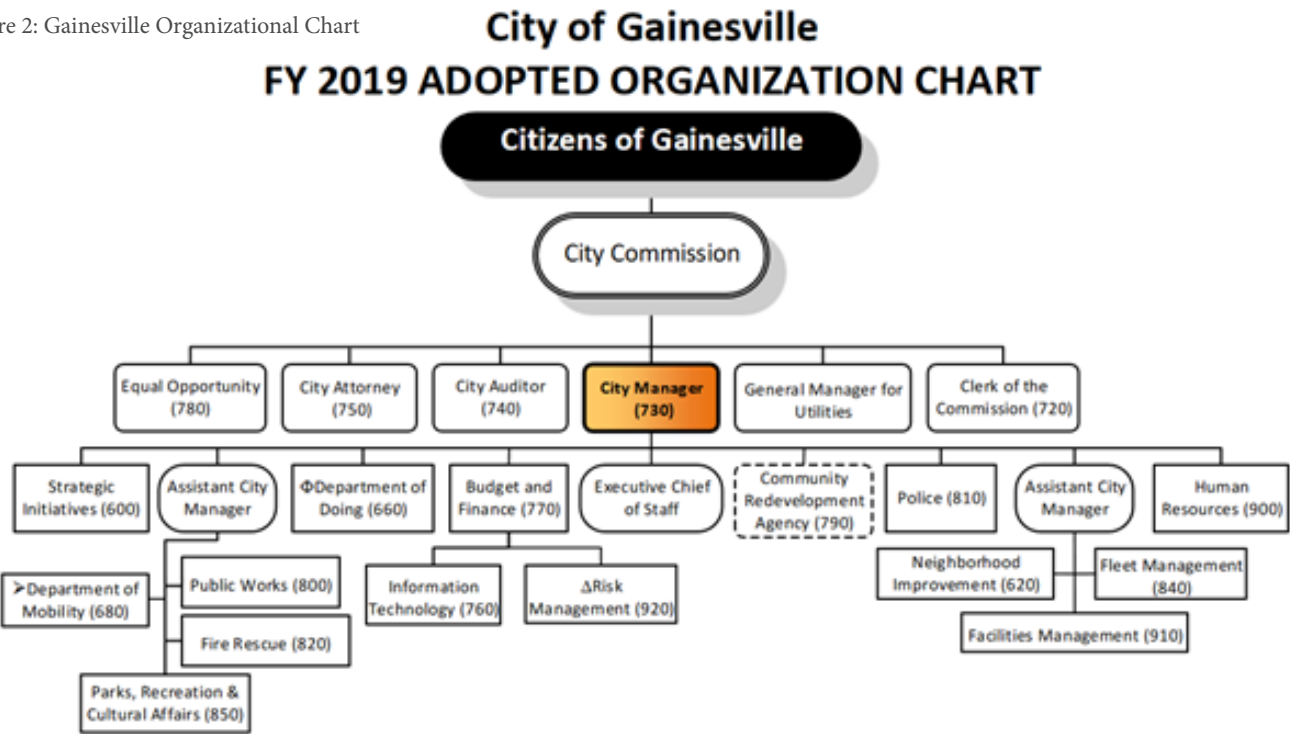 re 2: Gainesville Organizational Chart
City of Gainesville
FY 2019 ADOPTED ORGANIZATION CHART
Citizens of Gainesville
City Commission
Equal Opportunity
(780)
City Attorney
(750)
City Auditor
(740)
City Manager
(730)
General Manager for
Utilities
Clerk of the
Commission (720)
Strategic
Initiatives (600)
Assistant City
Manager
ΦDepartment of
Doing (660)
Budget and
Finance (770)
Executive Chief
of Staff
Community
Redevelopment
Agency (790)
Police (810)
Assistant City
Manager
Human
Resources (900)
➢Department of
Mobility (680)
Public Works (800)
Fire Rescue (820)
Parks, Recreation &
Cultural Affairs (850)
Information
Technology (760)
ΔRisk
Management (920)
Neighborhood
Improvement (620)
Fleet Management
(840)
Facilities Management (910)